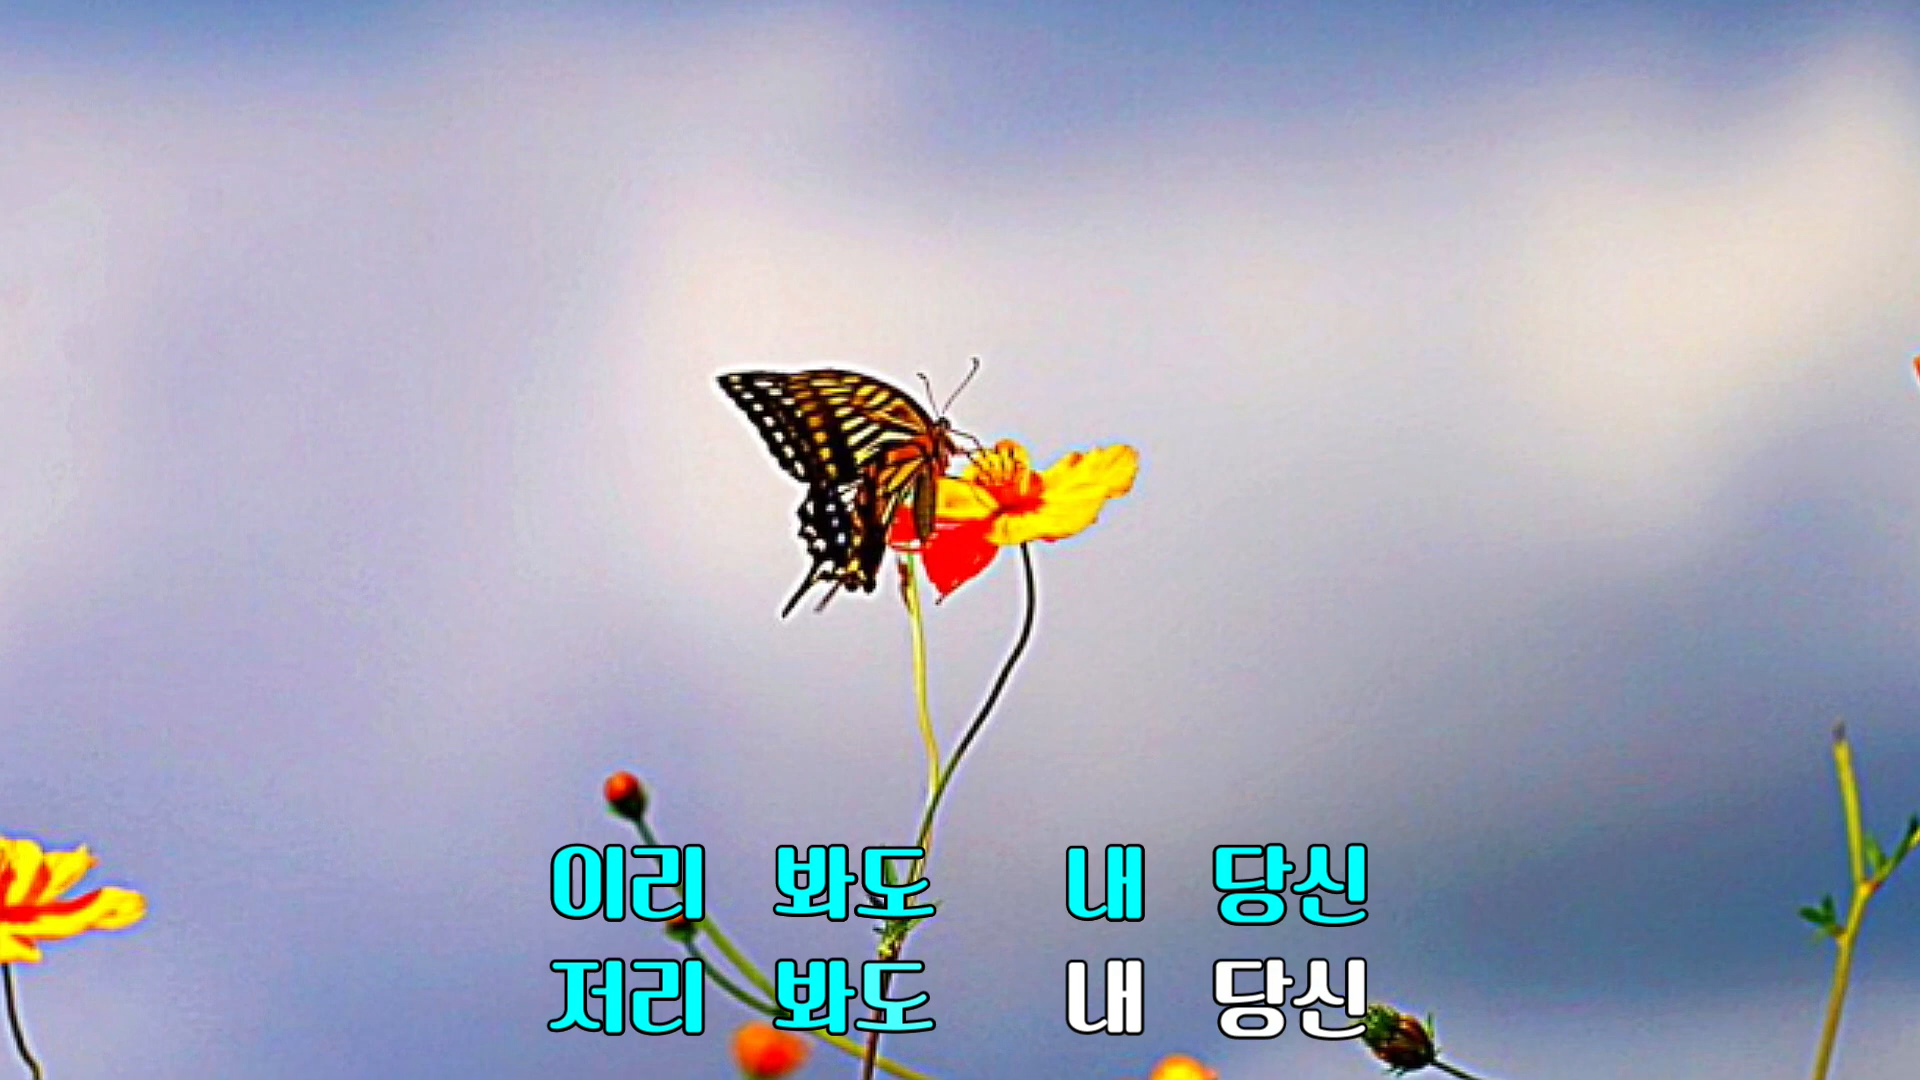 이리 봐도 내 당신
저리 봐도 내 당신